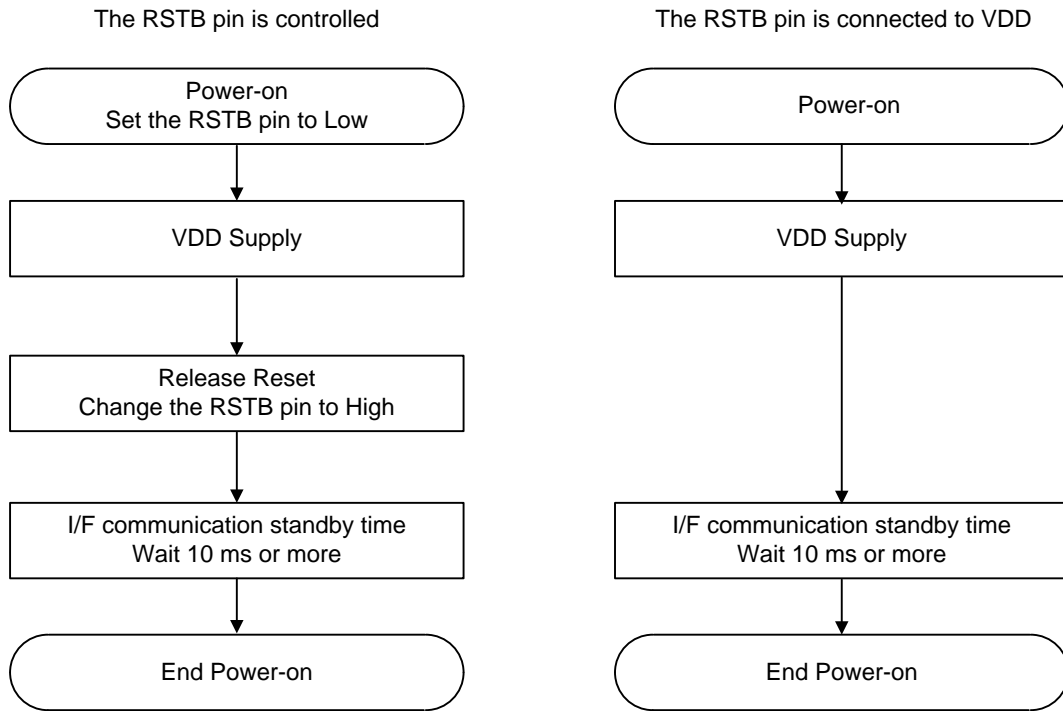 The RSTB pin is controlled
Power-on
Set the RSTB pin to Low
VDD Supply
Release Reset
Change the RSTB pin to High
I/F communication standby time
Wait 10 ms or more
End Power-on
The RSTB pin is connected to VDD
Power-on
VDD Supply
I/F communication standby time
Wait 10 ms or more
End Power-on